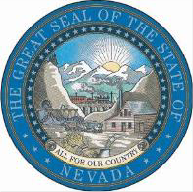 THE GREAT SEAL OF THE STATE OF
NEVADA
ALL FOR OUR COUNTRY